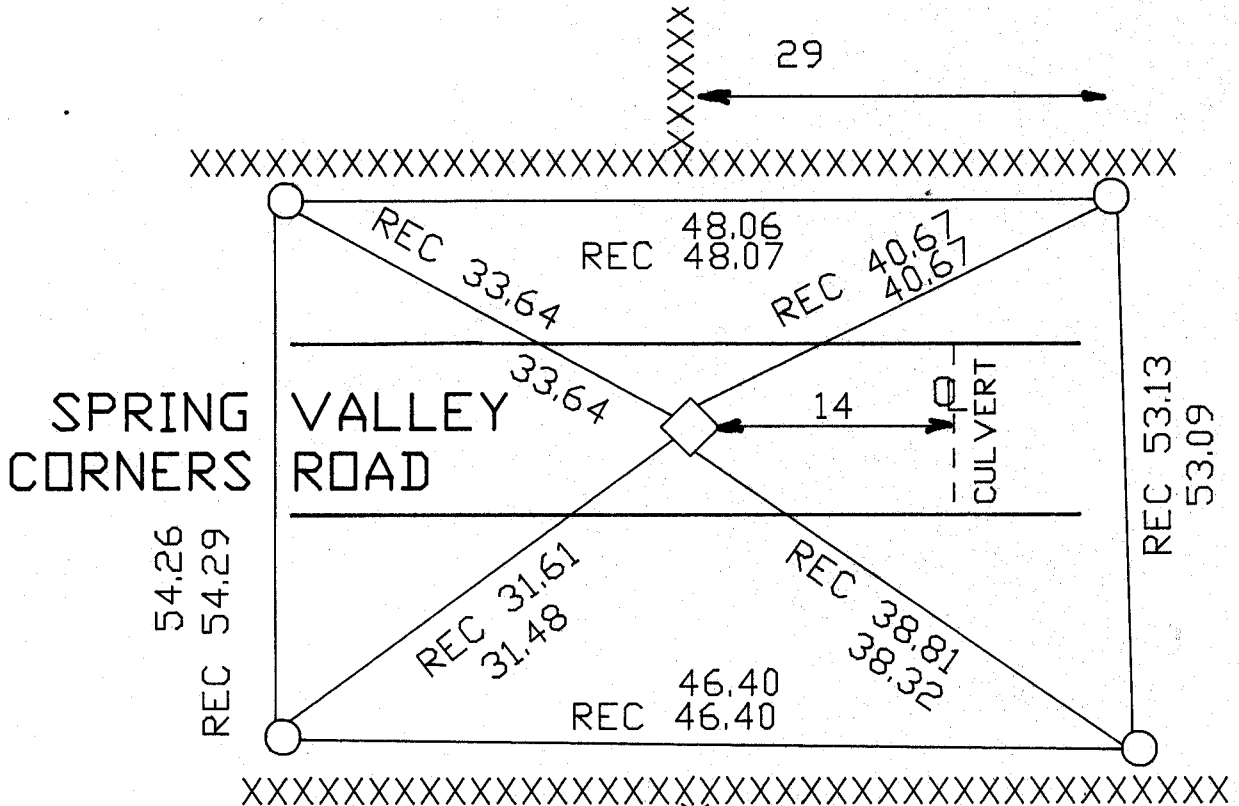 29
48.06
REC 48.07
REC 33.64
33.64
REC 40.67
40.67
SPRING VALLEY
CORNERS ROAD
14
CULVERT
REC 53.13
53.09
54.26
REC 54.29
REC 31.61
31.48
REC 38.81
38.32
46.40
REC 46.40